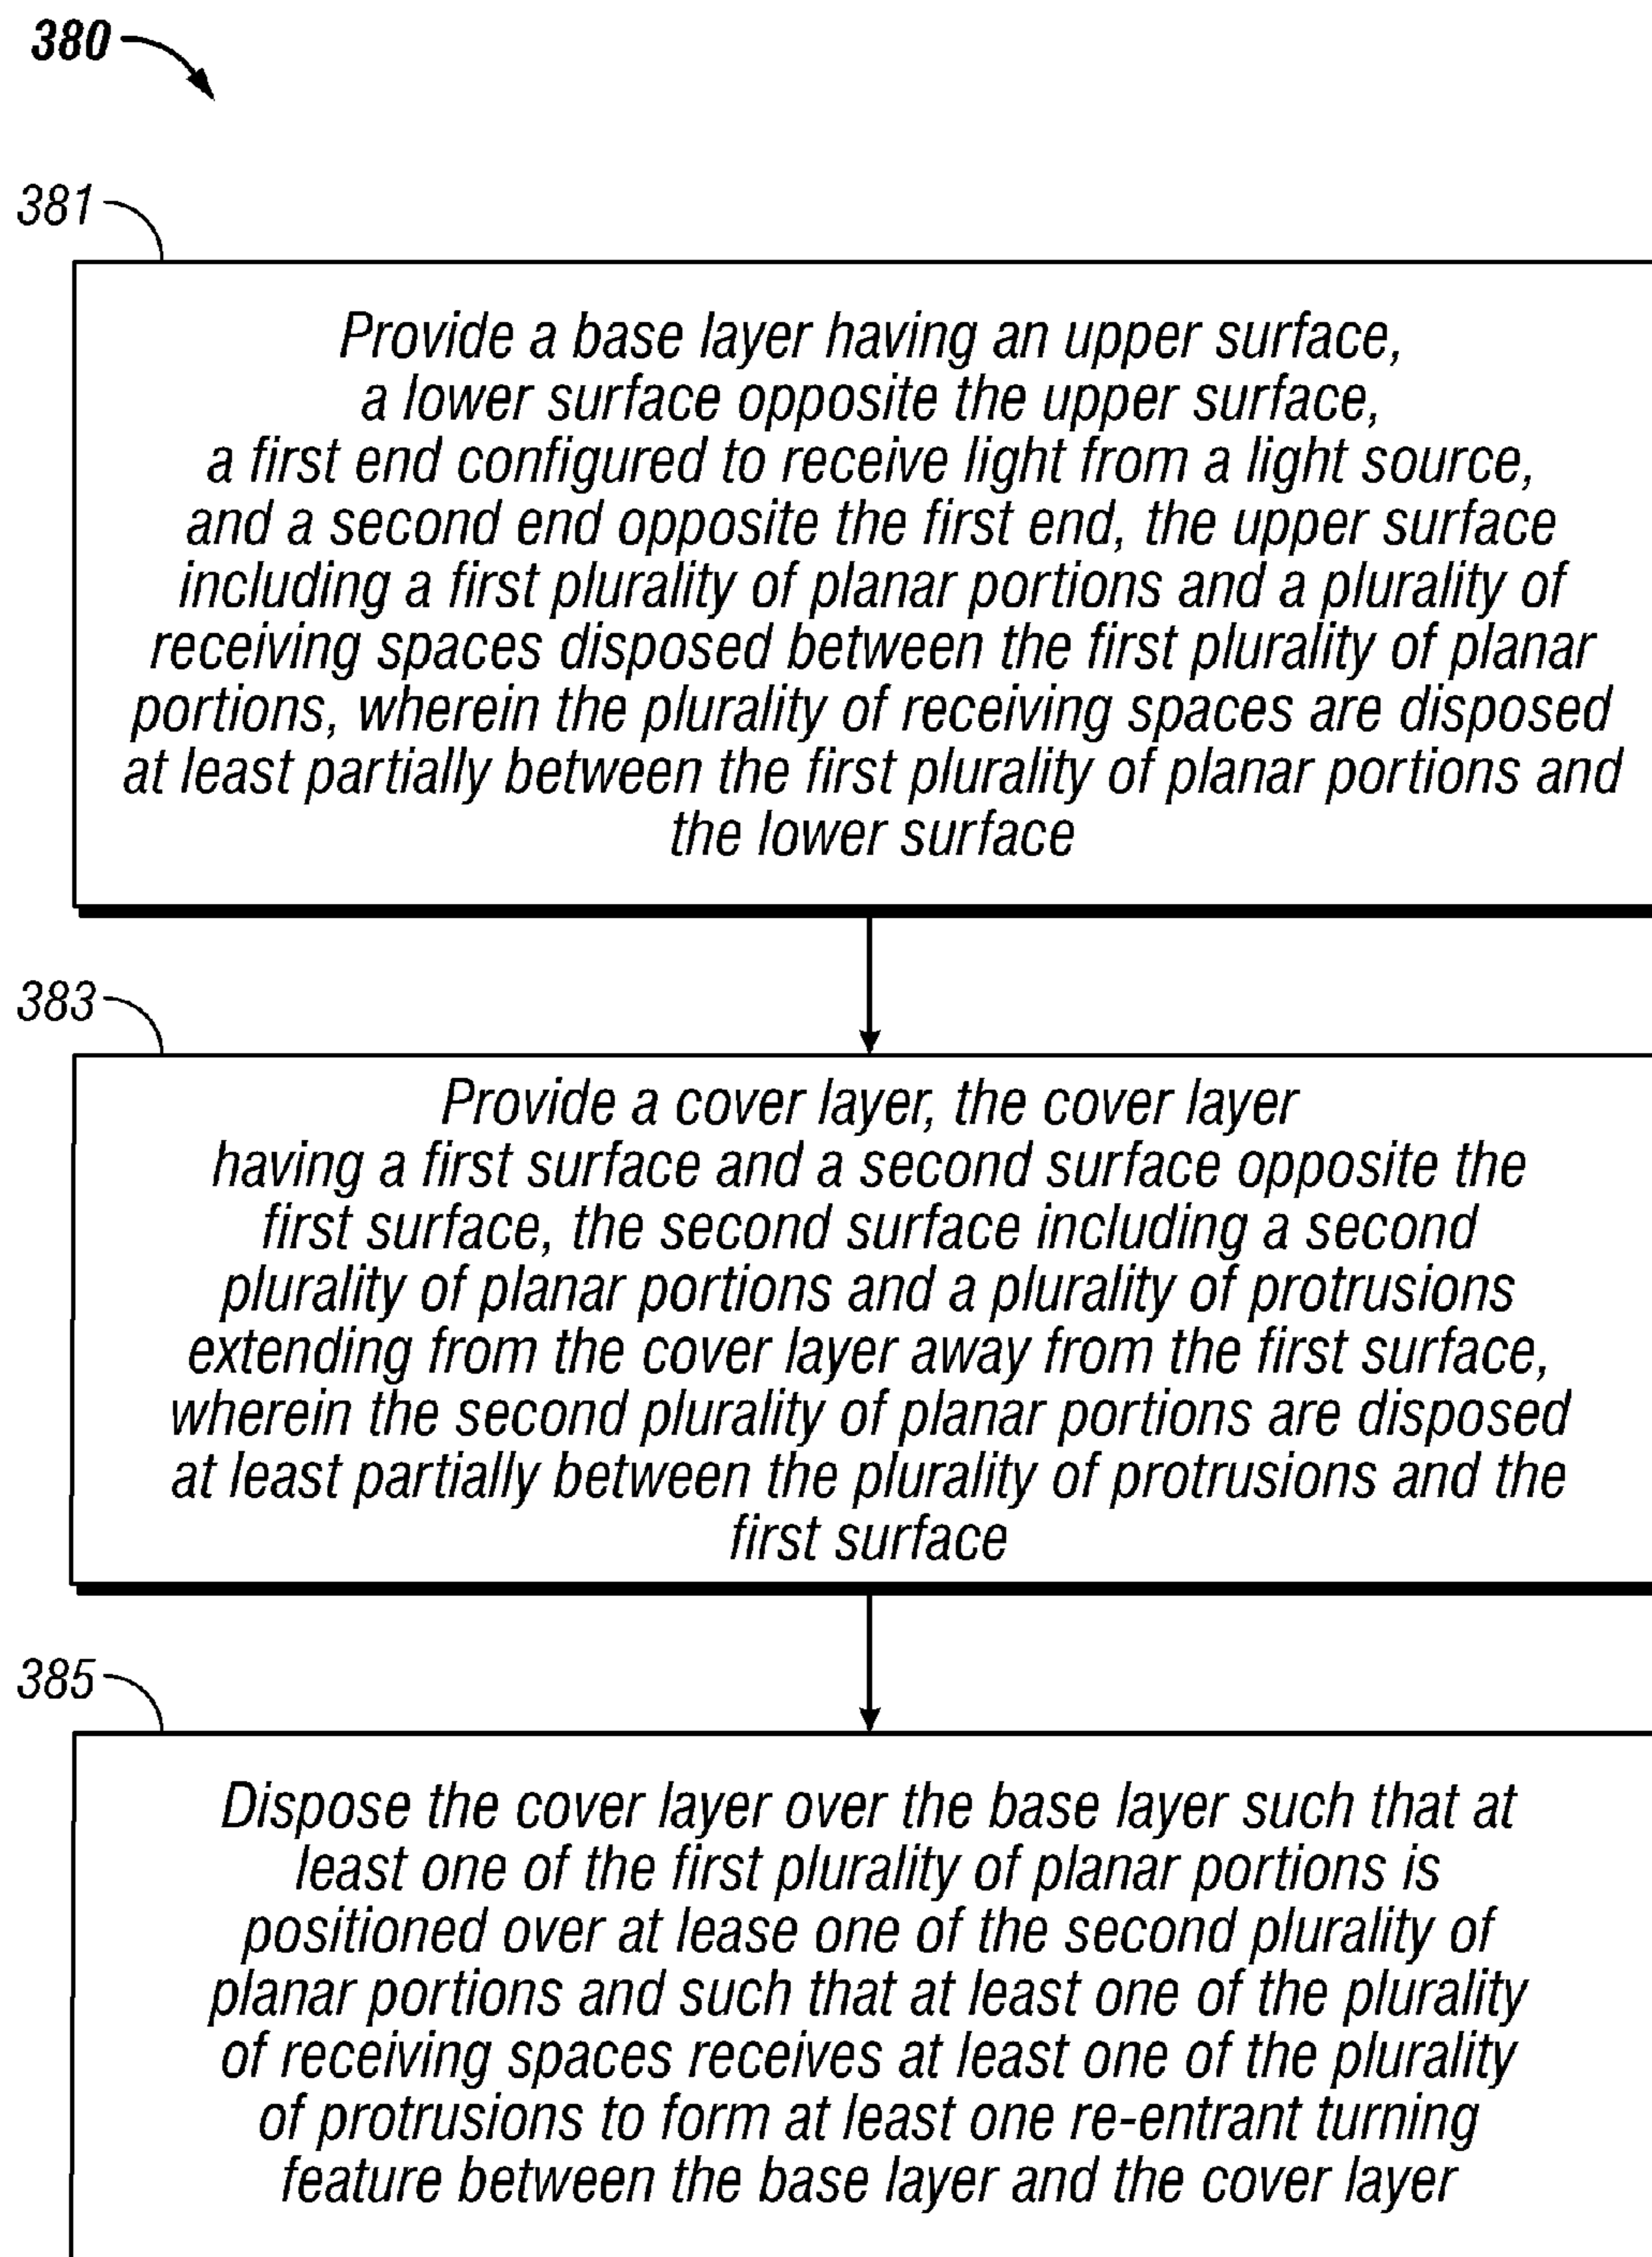 380
381
Provide a base layer having an upper surface,
a lower surface opposite the upper surface,
a first end configured to receive light from a light source,
and a second end opposite the first end, the upper surface
including a first plurality of planar portions and a plurality of
receiving spaces disposed between the first plurality of planar
portions, wherein the plurality of receiving spaces are disposed
at least partially between the first plurality of planar portions and
the lower surface
383
Provide a cover layer, the cover layer
having a first surface and a second surface opposite the
first surface, the second surface including a second
plurality of planar portions and a plurality of protrusions
extending from the cover layer away from the first surface,
wherein the second plurality of planar portions are disposed
at least partially between the plurality of protrusions and the
first surface
385
Dispose the cover layer over the base layer such that at
least one of the first plurality of planar portions is
positioned over at lease one of the second plurality of
planar portions and such that at least one of the plurality
of receiving spaces receives at least one of the plurality
of protrusions to form at least one re-entrant turning
feature between the base layer and the cover layer